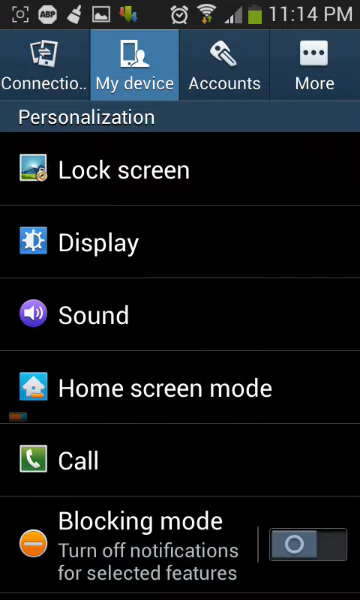 ABP 11:14 PM
Connectio.. My device Accounts More
Personalization
Lock screen
Display
Sound
Home screen mode
Call
Blocking mode
Turn off notifications
for selected features